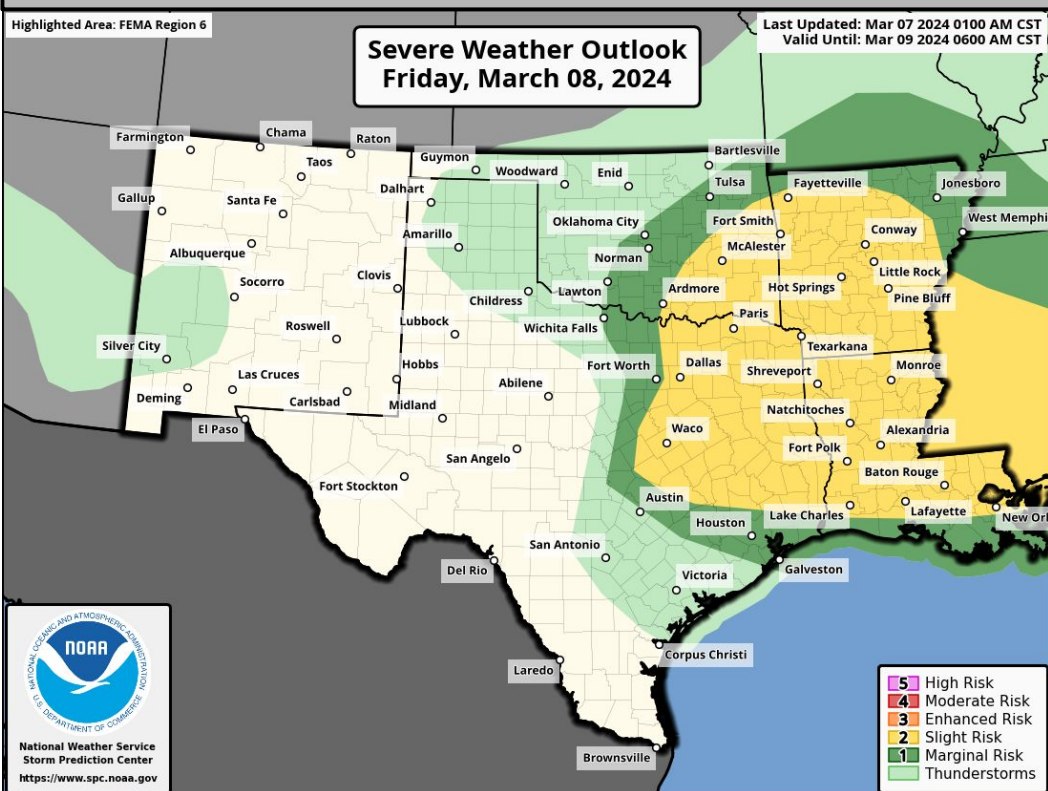 Highlighted Area: FEMA Region 6
Severe Weather Outlook
Friday, March 08, 2024
Last Updated: Mar 07 2024 0100 AM CST
Valid Until: Mar 09 2024 0600 AM CST
Farmington
Chama
Raton
Taos
Gallup
Santa Fe
Albuquerque
Socorro
Clovis
Roswell
Silver City
Las Cruces
Deming
Carlsbad
Hobbs
El Paso
Guymon
Woodward
Enid
Bartlesville
Tulsa
Dalhart
Amarillo
Oklahoma City
Norman
McAlester
Fort Smith
Fayetteville
Jonesboro
West Memphi
Conway
Little Rock
Hot Springs
Pine Bluff
Childress
Lawton
Ardmore
Lubbock
Wichita Falls
Paris
Texarkana
Fort Worth
Dallas
Shreveport
Monroe
Abilene
Midland
Natchitoches
Waco
Alexandria
San Angelo
Fort Polk
Baton Rouge
Fort Stockton
Austin
Lake Charles
Lafayette
New Orl
Houston
San Antonio
Del Rio
Galveston
Victoria
Corpus Christi
Laredo
Brownsville
NATIONAL OCEANIC AND ATMOSPHERIC ADMINISTRATION
NOAA
U.S. DEPARTMENT OF COMMERCE
National Weather Service
Storm Prediction Center
https://www.spc.noaa.gov
5 High Risk
4 Moderate Risk
3 Enhanced Risk
2 Slight Risk
1 Marginal Risk
Thunderstorms